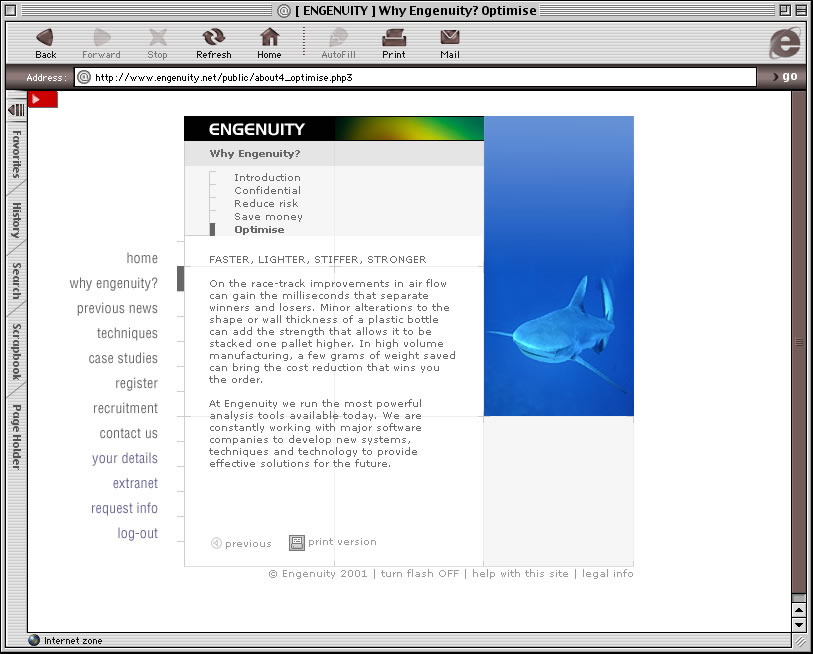 [ ENGENUITY ] Why Engenuity? Optimise
Back
Forward
Stop
Refresh
Home
AutoFill
Print
Mail
Address:
http://www.engenuity.net/public/about4_optimise.php3
go
Favorites
History
Search
Scrapbook
Page Holder
ENGENUITY
Why Engenuity?
Introduction
Confidential
Reduce risk
Save money
Optimise
home
why engenuity?
previous news
techniques
case studies
register
recruitment
contact us
your details
extranet
request info
log-out
FASTER, LIGHTER, STIFFER, STRONGER
On the race-track improvements in air flow
can gain the milliseconds that separate
winners and losers. Minor alterations to the
shape or wall thickness of a plastic bottle
can add the strength that allows it to be
stacked one pallet higher. In high volume
manufacturing, a few grams of weight saved
can bring the cost reduction that wins you
the order.
At Engenuity we run the most powerful
analysis tools available today. We are
constantly working with major software
companies to develop new systems,
techniques and technology to provide
effective solutions for the future.
previous
print version
© Engenuity 2001 | turn flash OFF | help with this site | legal info
Internet zone